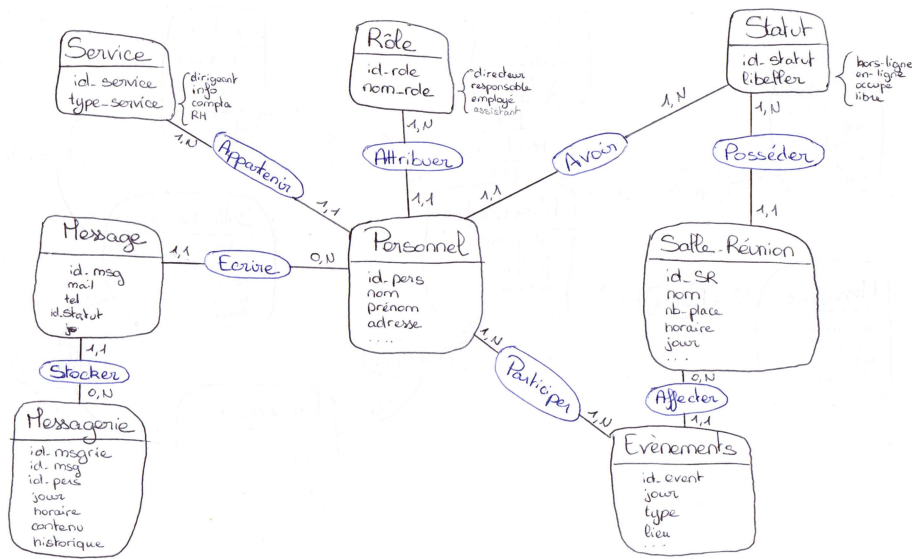 Service
id_service
type_service
dirigeant
info
compta
RH
Rôle
id_role
nom_role
directeur
responsable
employé
assistant
Statut
id_statut
libeller
hors-ligne
en-ligne
occupe
libre
1,N
Appartenir
1,1
1,N
Attribuer
1,1
1,N
Avoir
1,1
1,N
Posséder
1,1
Message
id_msg
mail
tel
id_statut
1,1
Ecrire
0,N
Personnel
id_pers
nom
prénom
adresse
....
Salle_Réunion
id_SR
nom
nb_place
horaire
jour
....
1,1
Stocker
0,N
1,N
Participer
1,N
0,N
Affecter
1,1
Messagerie
id_msgrie
id_msg
id_pers
jour
horaire
contenu
historique
Evènements
id_event
jour
type
lieu
....